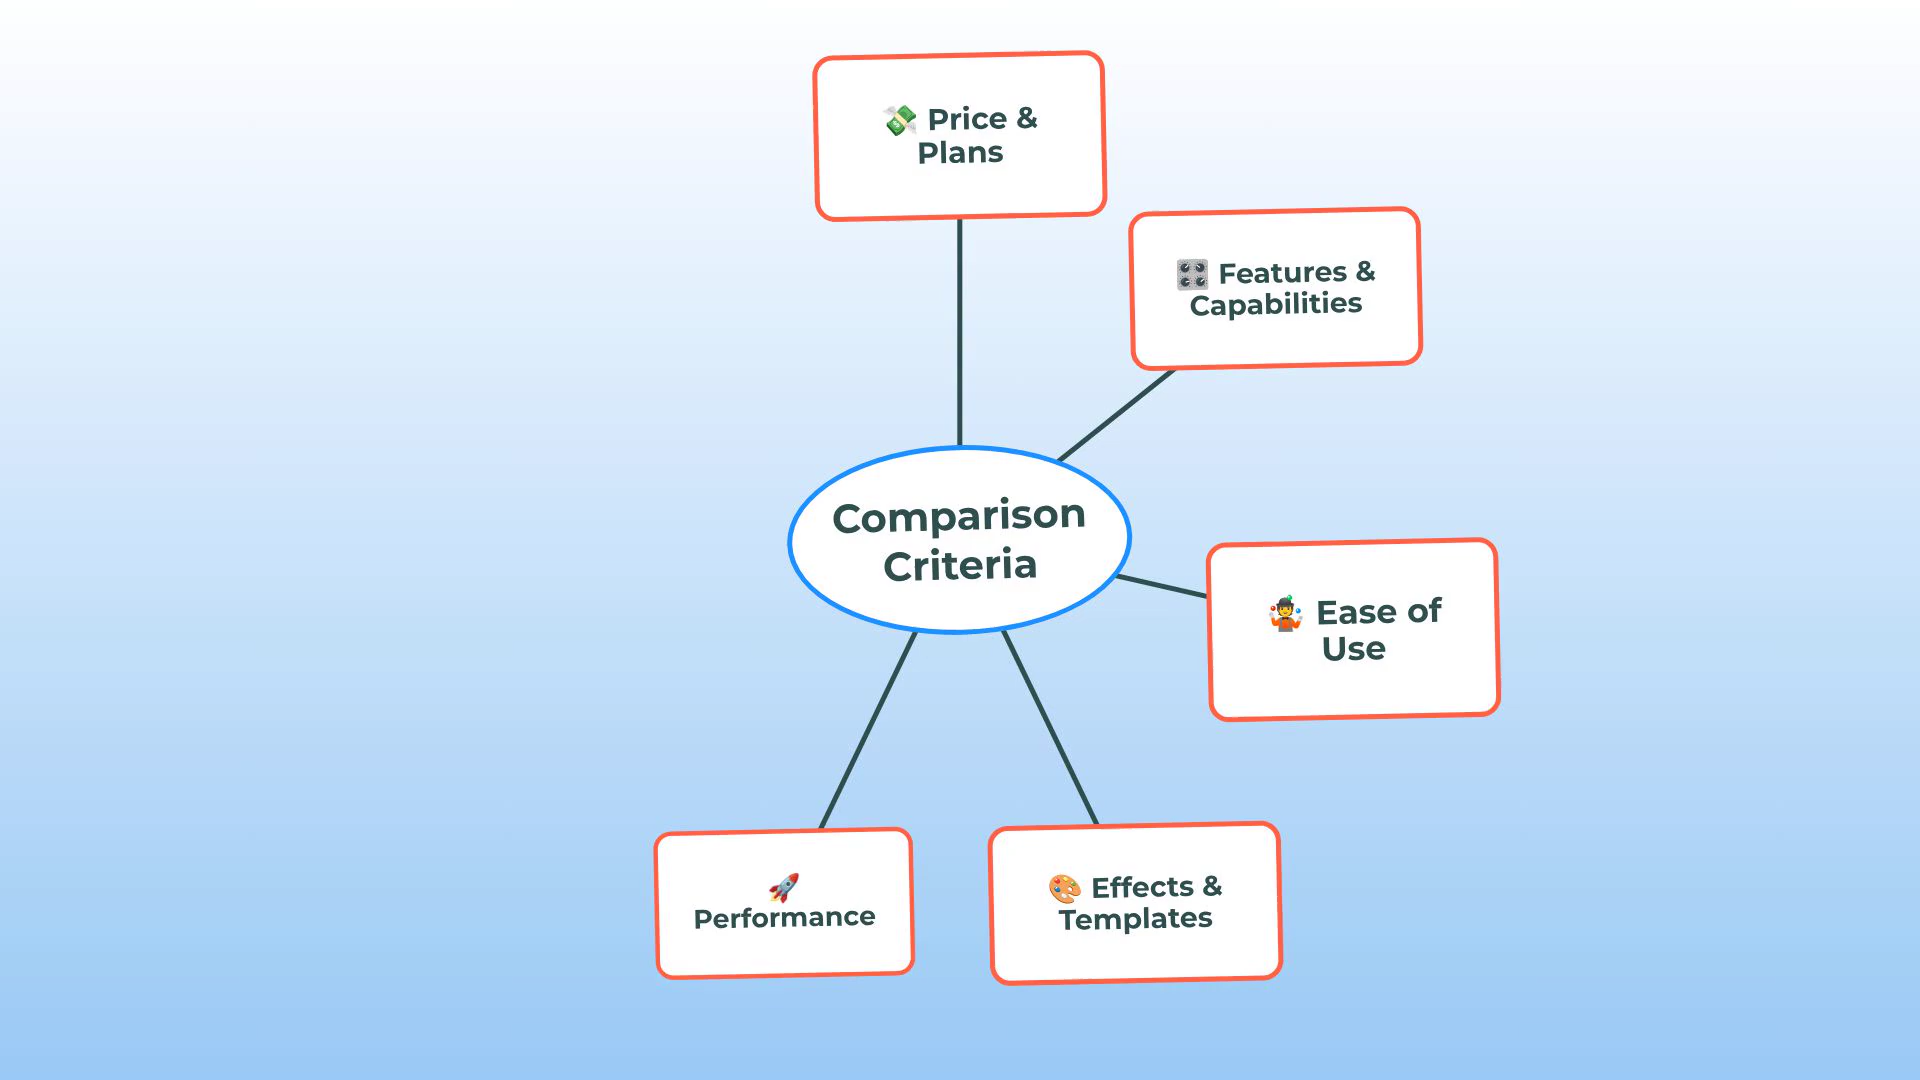 💸 Price &
Plans
🎛️ Features &
Capabilities
Comparison
Criteria
🤹 Ease of
Use
🚀
Performance
🎨 Effects &
Templates